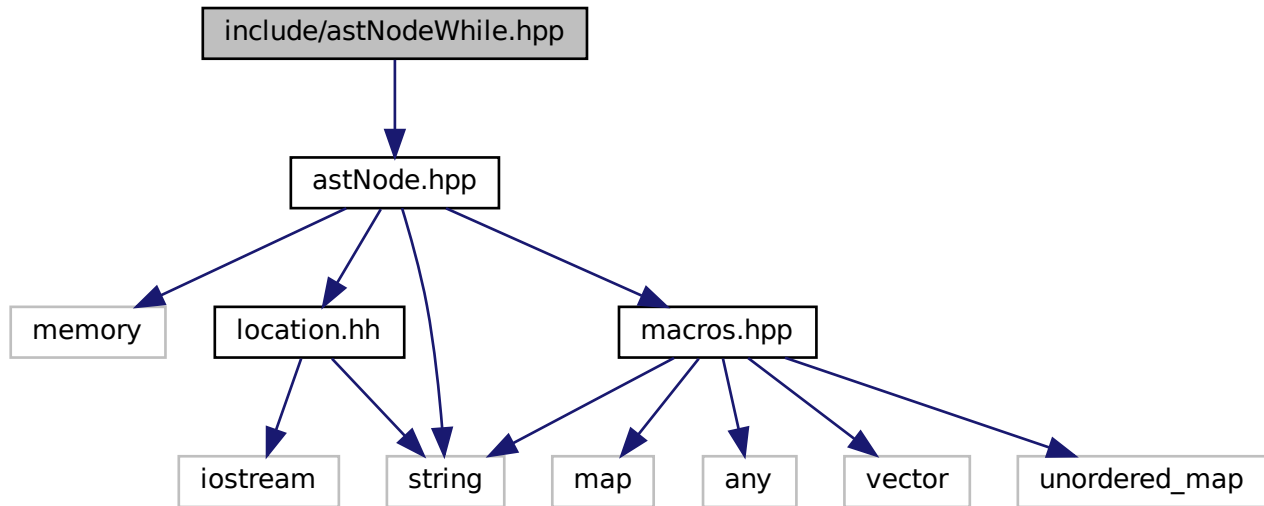 include/astNodeWhile.hpp
astNode.hpp
memory
location.hh
macros.hpp
iostream
string
map
any
vector
unordered_map